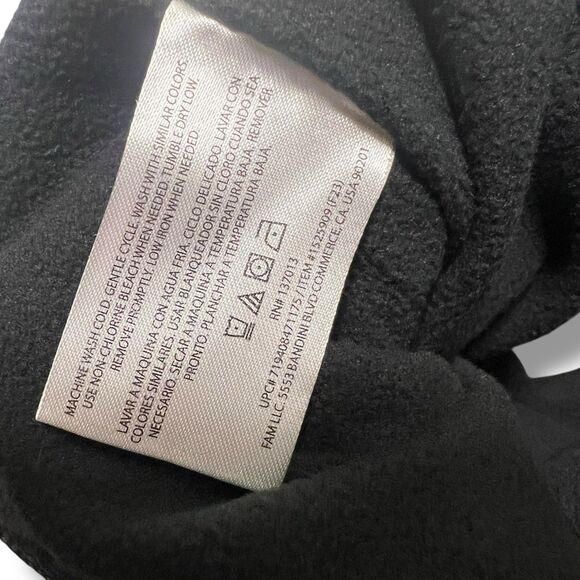 MACHINE WASH COLD. GENTLE CYCLE. WASH WITH SIMILAR COLORS.
USE NON-CHLORINE BLEACH WHEN NEEDED. TUMBLE DRY LOW.
REMOVE PROMPTLY. LOW IRON WHEN NEEDED
LAVAR A MAQUINA CON AGUA FRIA. CICLO DELICADO. LAVAR CON
COLORES SIMILARES. USAR BLANQUEADOR SIN CLORO CUANDO SEA
NECESARIO. SECAR A MAQUINA A TEMPERATURA BAJA. REMOVER
PRONTO. PLANCHAR A TEMPERATURA BAJA.
RN# 137013
UPC# 719408471175 / ITEM #1525909 (F23)
FAM LLC. 5553 BANDINI BLVD COMMERCE, CA. USA 90201